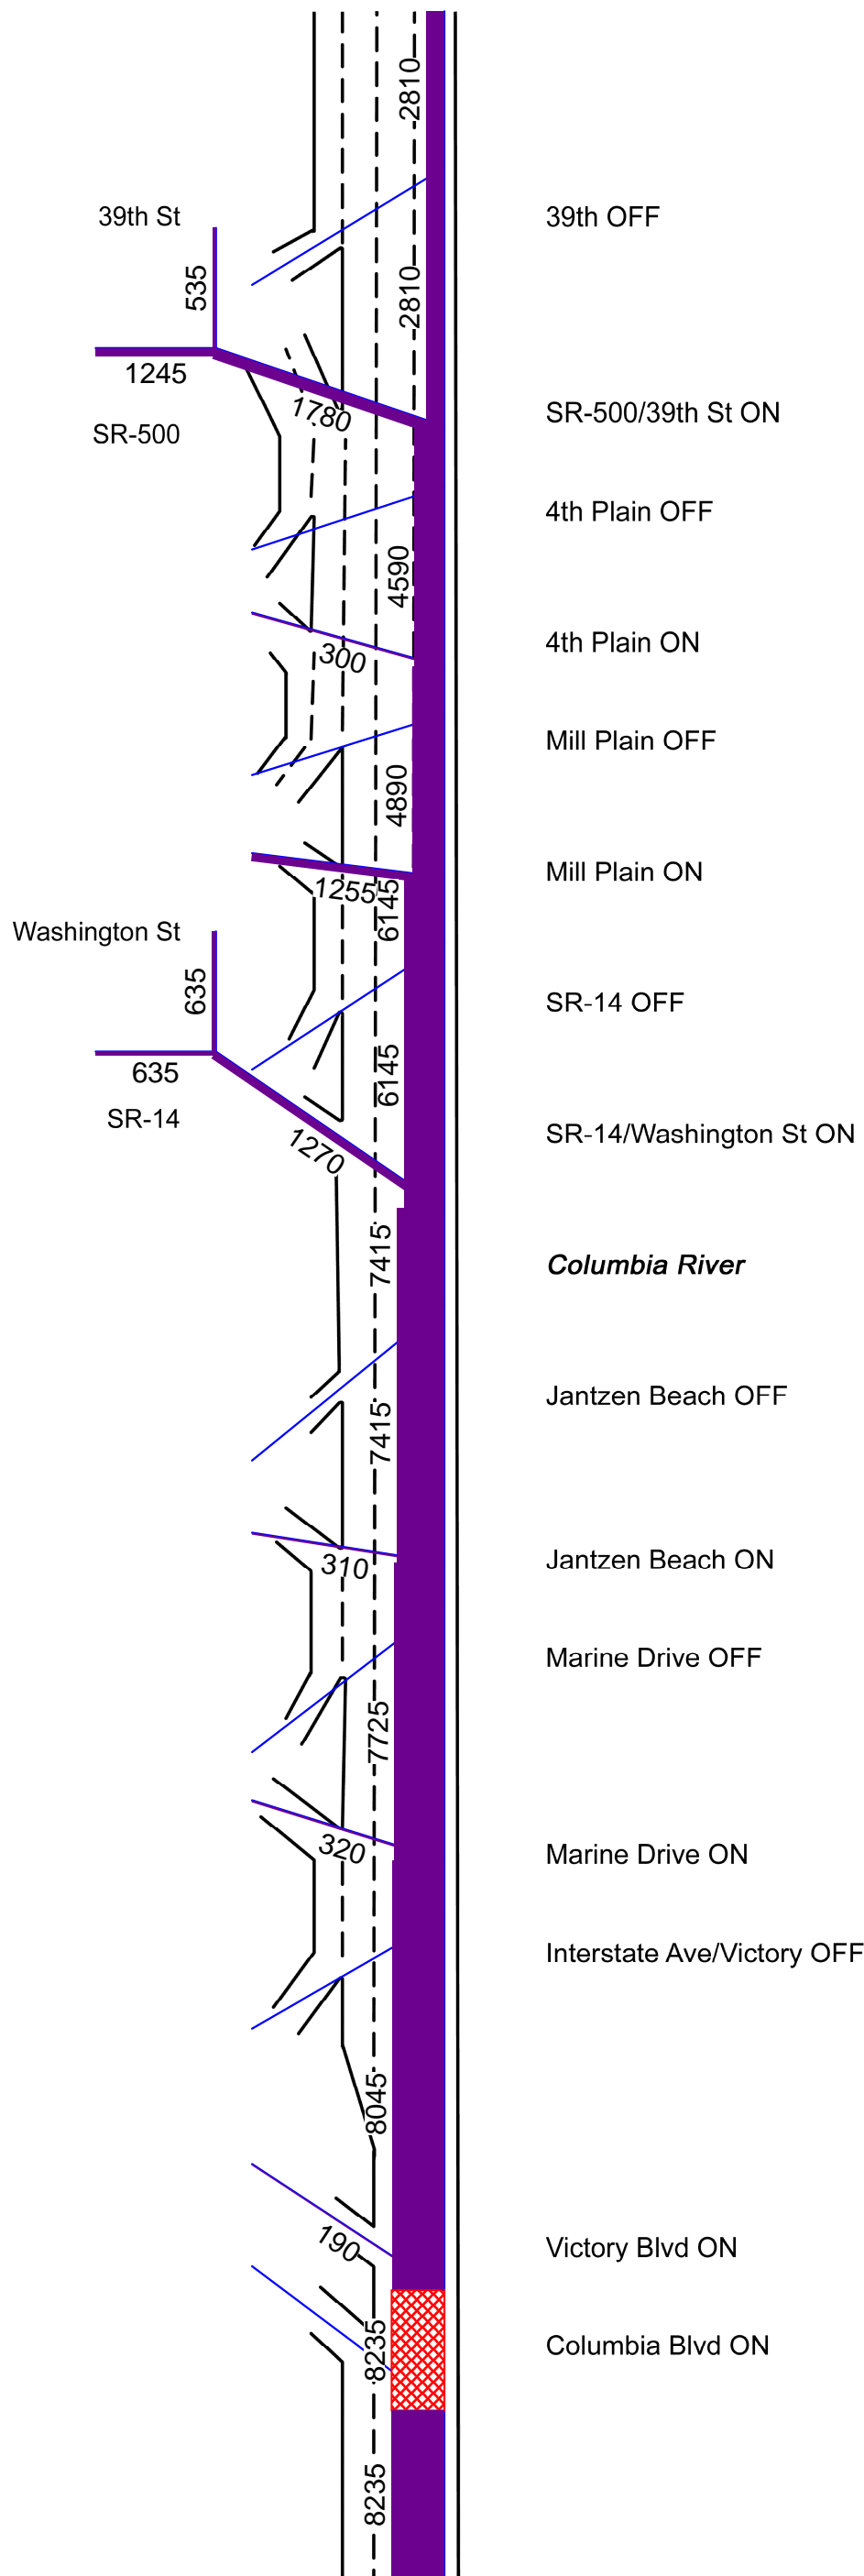 2810
39th St
39th OFF
535
2810
1245
1780
SR-500/39th St ON
SR-500
4th Plain OFF
4590
4th Plain ON
300
Mill Plain OFF
4890
Mill Plain ON
1255
6145
Washington St
635
SR-14 OFF
6145
635
SR-14
SR-14/Washington St ON
1270
7415
Columbia River
Jantzen Beach OFF
7415
Jantzen Beach ON
310
Marine Drive OFF
7725
320
Marine Drive ON
Interstate Ave/Victory OFF
8045
190
Victory Blvd ON
8235
Columbia Blvd ON
8235